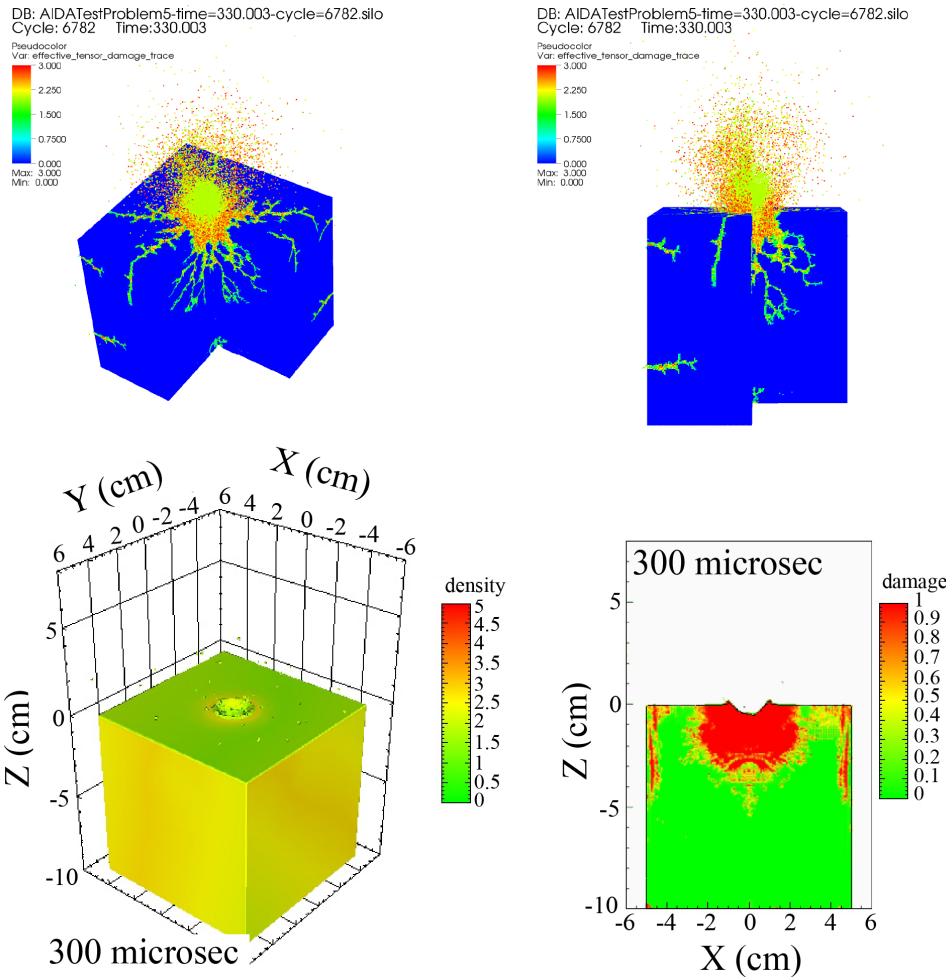 DB: AIDATestProblem5-time=330.003-cycle=6782.silo
Cycle: 6782 Time:330.003
Pseudocolor
Var: effective_tensor_damage_trace
3.000
2.250
1.500
0.7500
0.000
Max: 3.000
Min: 0.000
DB: AIDATestProblem5-time=330.003-cycle=6782.silo
Cycle: 6782 Time:330.003
Pseudocolor
Var: effective_tensor_damage_trace
3.000
2.250
1.500
0.7500
0.000
Max: 3.000
Min: 0.000
Y (cm)
X (cm)
6 4 2 0 -2 -4
6 4 2 0 -2 -4 -6
Z (cm)
5
0
-5
-10
density
5
4.5
4
3.5
3
2.5
2
1.5
1
0.5
0
300 microsec
300 microsec
Z (cm)
5
0
-5
-10
-6 -4 -2 0 2 4 6
X (cm)
damage
1
0.9
0.8
0.7
0.6
0.5
0.4
0.3
0.2
0.1
0